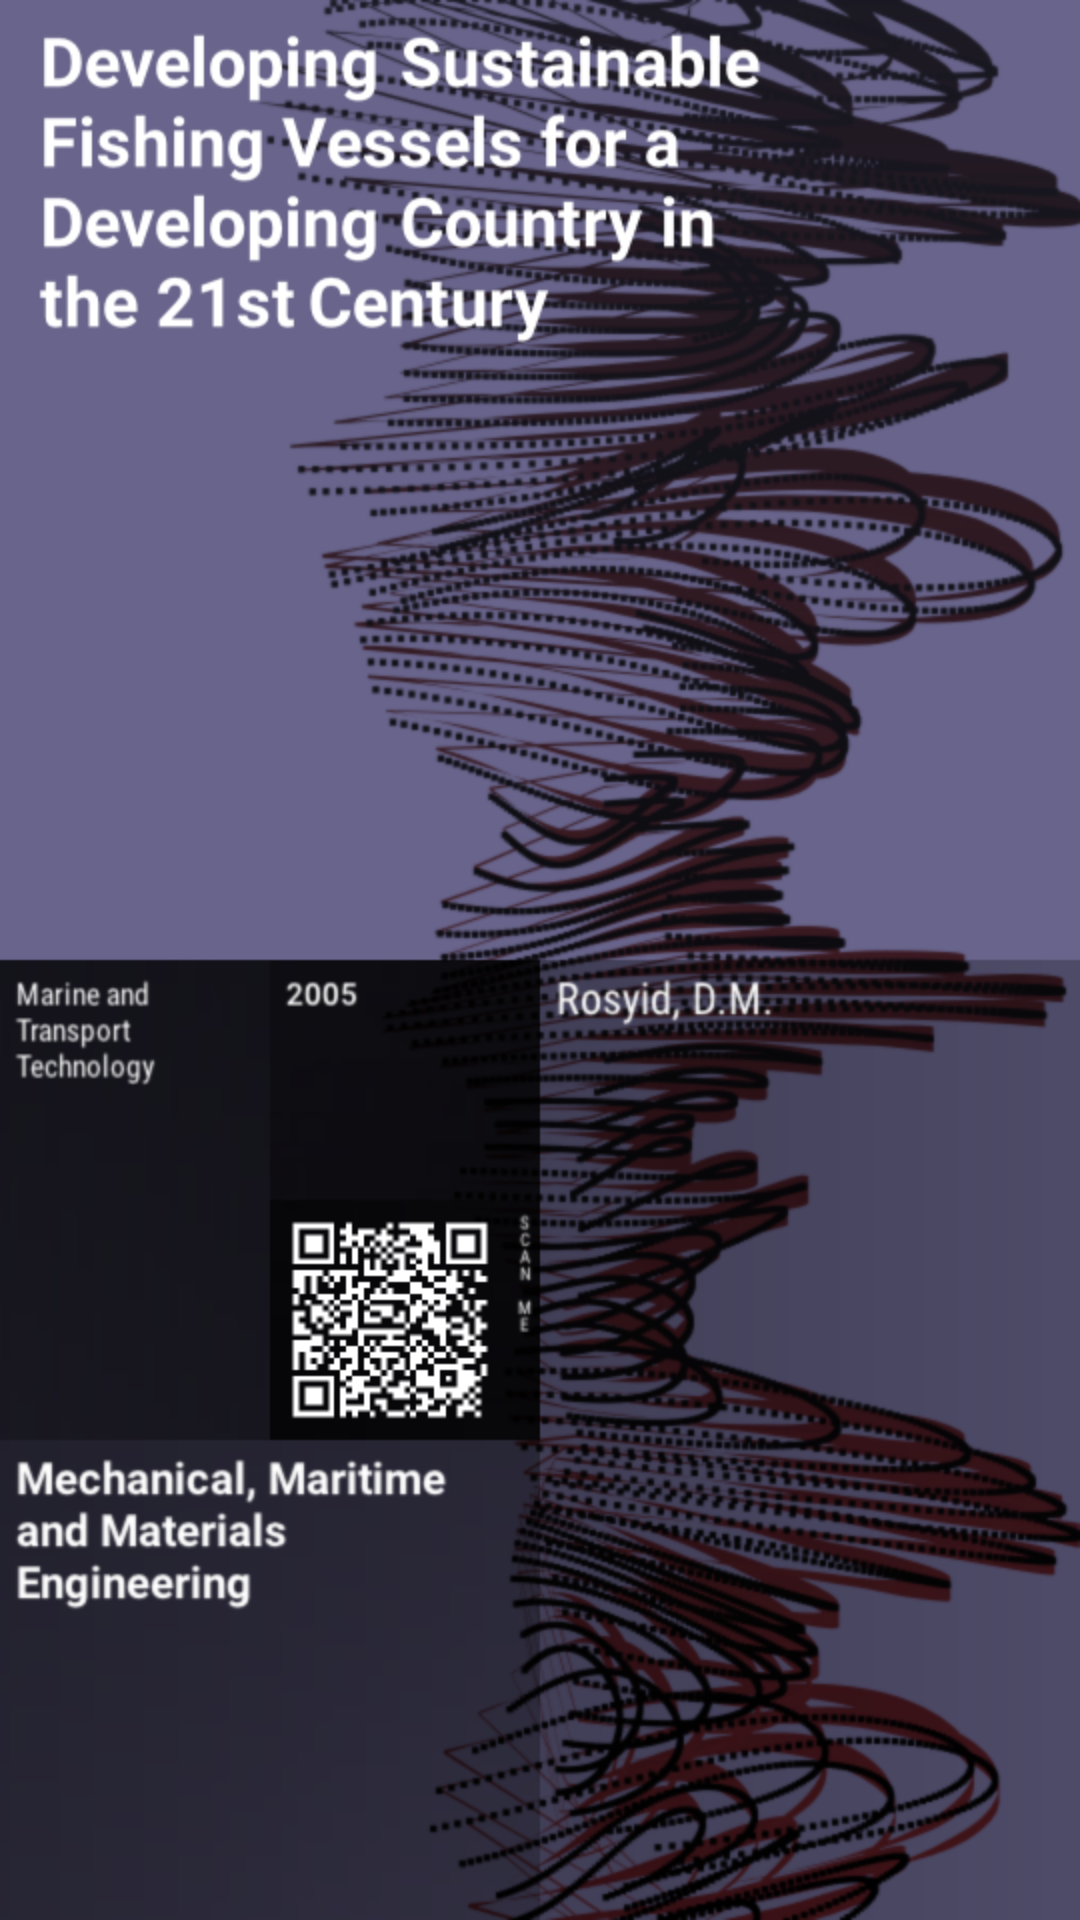 Developing Sustainable
Fishing Vessels for a
Developing Country in
the 21st Century
Marine and
Transport
Technology
2005
Rosyid, D.M.
SCAN ME
Mechanical, Maritime
and Materials
Engineering